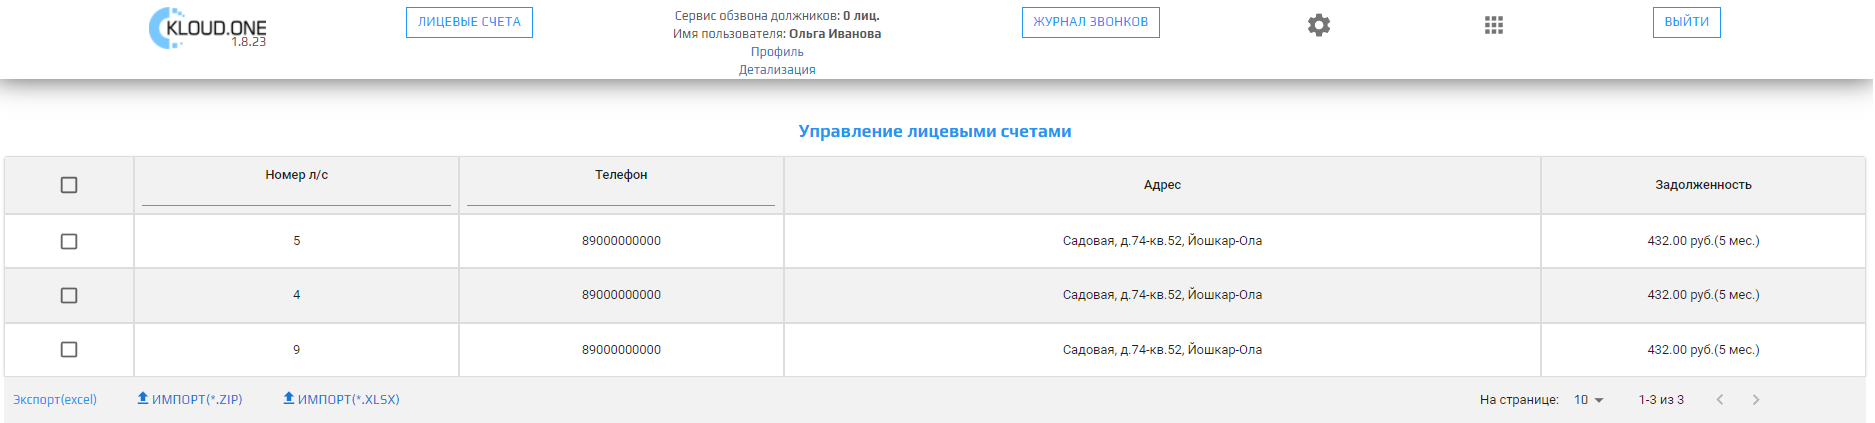 KLOUD.ONE
1.8.23
ЛИЦЕВЫЕ СЧЕТА
Сервис обзвона должников: 0 лиц.
Имя пользователя: Ольга Иванова
Профиль
Детализация
ЖУРНАЛ ЗВОНКОВ
ВЫЙТИ
Управление лицевыми счетами
Номер л/с Телефон Адрес Задолженность
5 89000000000 Садовая, д.74-кв.52, Йошкар-Ола 432.00 руб.(5 мес.)
4 89000000000 Садовая, д.74-кв.52, Йошкар-Ола 432.00 руб.(5 мес.)
9 89000000000 Садовая, д.74-кв.52, Йошкар-Ола 432.00 руб.(5 мес.)
Экспорт(excel) ИМПОРТ(*.ZIP) ИМПОРТ(*.XLSX) На странице: 10 1-3 из 3